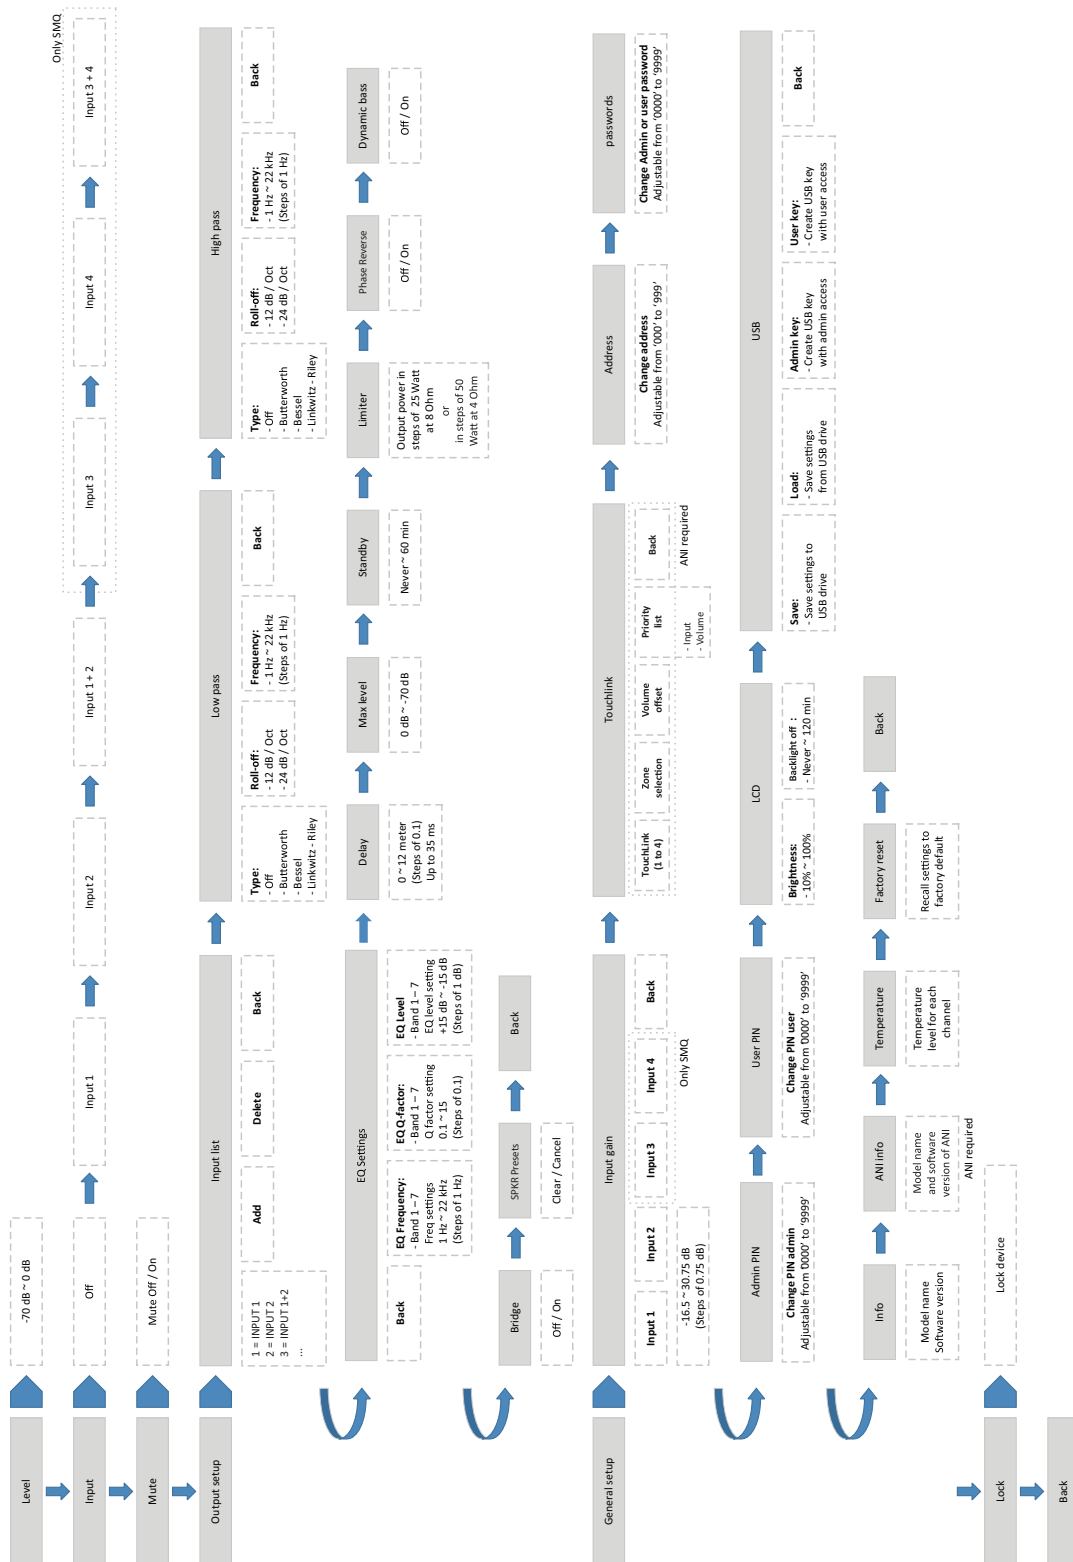 Level
-70 dB ~ 0 dB
Input
Off
Input 1
Input 2
Input 1 + 2
Input 3
Input 4
Input 3 + 4
Only SMQ
Mute
Mute Off / On
Output setup
Input list
1 = INPUT 1
2 = INPUT 2
3 = INPUT 1+2
...
Add
Delete
Back
Low pass
Type:
- Off
- Butterworth
- Bessel
- Linkwitz - Riley
Roll-off:
- 12 dB / Oct
- 24 dB / Oct
Frequency:
- 1 Hz ~ 22 kHz
(Steps of 1 Hz)
Back
High pass
Type:
- Off
- Butterworth
- Bessel
- Linkwitz - Riley
Roll-off:
- 12 dB / Oct
- 24 dB / Oct
Frequency:
- 1 Hz ~ 22 kHz
(Steps of 1 Hz)
Back
EQ Settings
Back
EQ Frequency:
- Band 1 – 7
Freq settings
1 Hz ~ 22 kHz
(Steps of 1 Hz)
EQ Q-factor:
- Band 1 – 7
Q factor setting
0.1 ~ 15
(Steps of 0.1)
EQ Level
- Band 1 – 7
EQ level setting
+15 dB ~ -15 dB
(Steps of 1 dB)
Delay
0 ~ 12 meter
(Steps of 0.1)
Up to 35 ms
Max level
0 dB ~ -70 dB
Standby
Never ~ 60 min
Limiter
Output power in
steps of 25 Watt
at 8 Ohm
or
in steps of 50
Watt at 4 Ohm
Phase Reverse
Off / On
Dynamic bass
Off / On
Bridge
Off / On
SPKR Presets
Clear / Cancel
Back
General setup
Input gain
Input 1
Input 2
-16.5 ~ 30.75 dB
(Steps of 0.75 dB)
Input 3
Input 4
Only SMQ
Back
Touchlink
TouchLink
(1 to 4)
Zone
selection
Volume
offset
Priority
list
- Input
- Volume
Back
ANI required
Address
Change address
Adjustable from '000' to '999'
passwords
Change Admin or user password
Adjustable from '0000' to '9999'
Admin PIN
Change PIN admin
Adjustable from '0000' to '9999'
User PIN
Change PIN user
Adjustable from '0000' to '9999'
LCD
Brightness:
- 10% ~ 100%
Backlight off :
- Never ~ 120 min
USB
Save:
- Save settings to
USB drive
Load:
- Save settings
from USB drive
Admin key:
- Create USB key
with admin access
User key:
- Create USB key
with user access
Back
Info
Model name
Software version
ANI info
Model name
and software
version of ANI
ANI required
Temperature
Temperature
level for each
channel
Factory reset
Recall settings to
factory default
Back
Lock
Lock device
Back